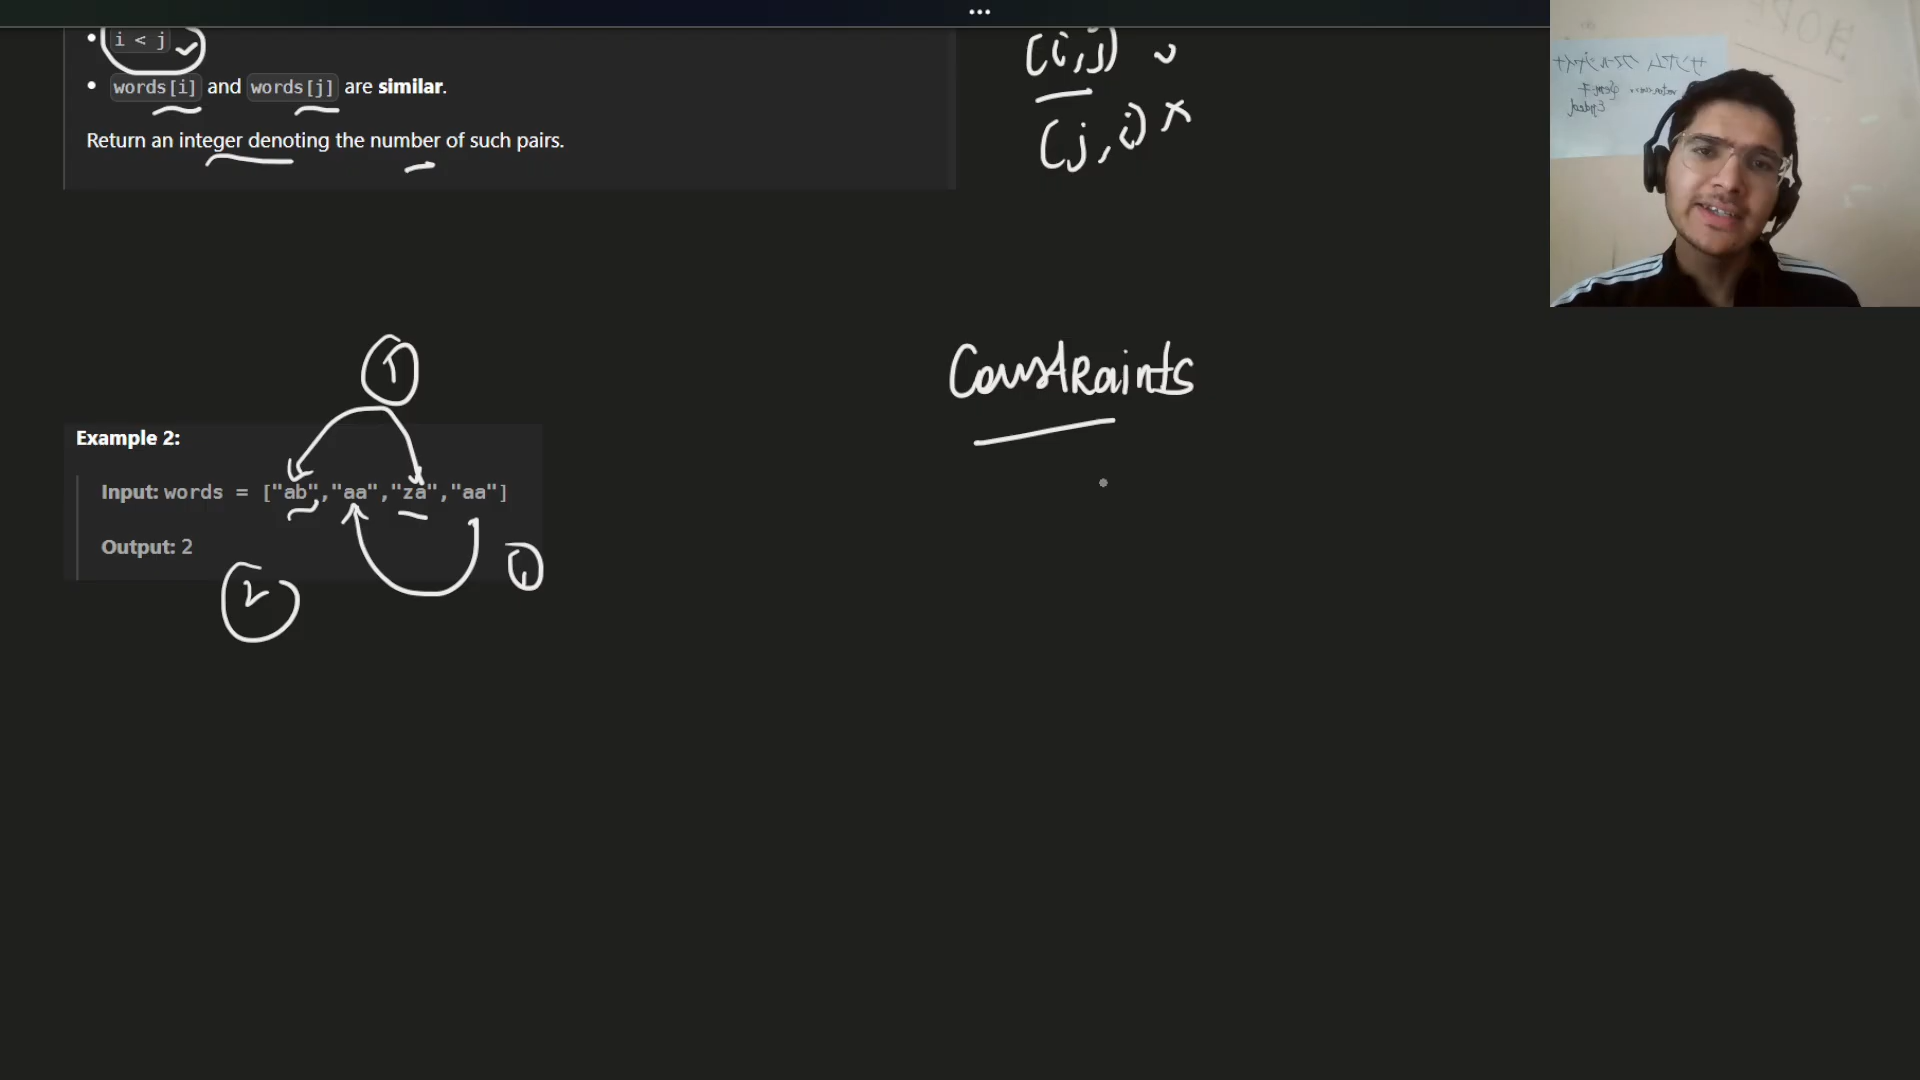 ...
i < j
words[i] and words[j] are similar.
Return an integer denoting the number of such pairs.
(i,j)
(j,i) x
1
Constraints
Example 2:
Input: words = ["ab","aa","za","aa"]
Output: 2
1
2